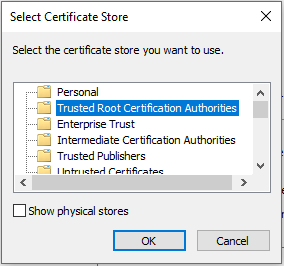 Select Certificate Store
Select the certificate store you want to use.
Personal
Trusted Root Certification Authorities
Enterprise Trust
Intermediate Certification Authorities
Trusted Publishers
Untrusted Certificates
Show physical stores
OK
Cancel